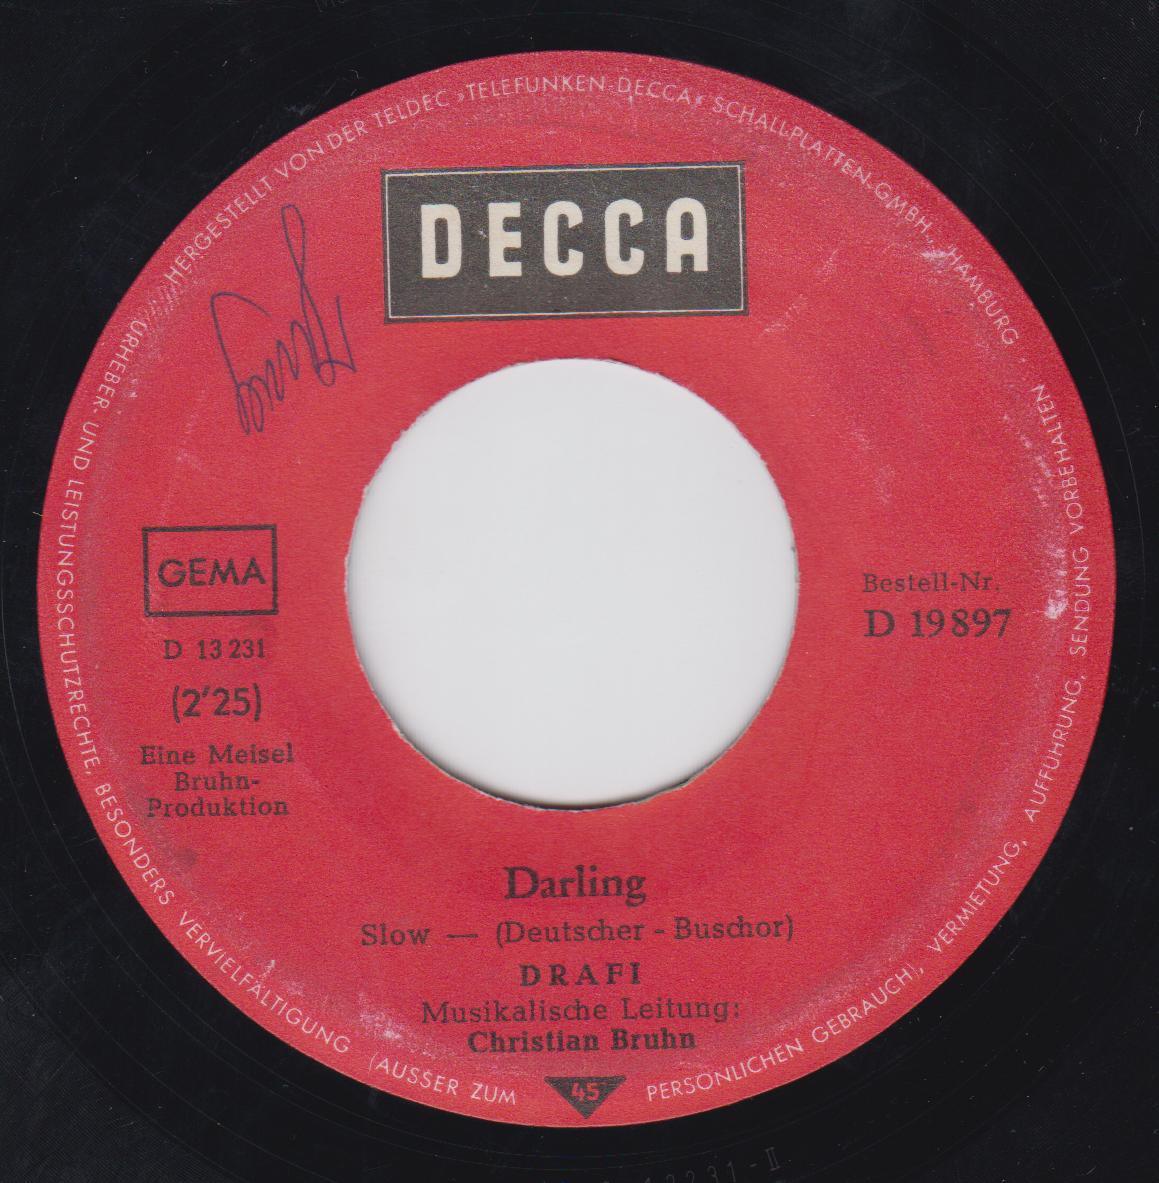 HERGESTELLT VON DER TELDEC »TELEFUNKEN-DECCA« SCHALLPLATTEN-GMBH., HAMBURG ·
URHEBER- UND LEISTUNGSSCHUTZRECHTE, BESONDERS VERVIELFÄLTIGUNG (AUSSER ZUM PERSÖNLICHEN GEBRAUCH), VERMIETUNG, AUFFÜHRUNG, SENDUNG VORBEHALTEN
DECCA
GEMA
D 13 231
(2'25)
Eine Meisel
Bruhn-
Produktion
Bestell-Nr.
D 19 897
Darling
Slow — (Deutscher - Buschor)
DRAFI
Musikalische Leitung:
Christian Bruhn
45